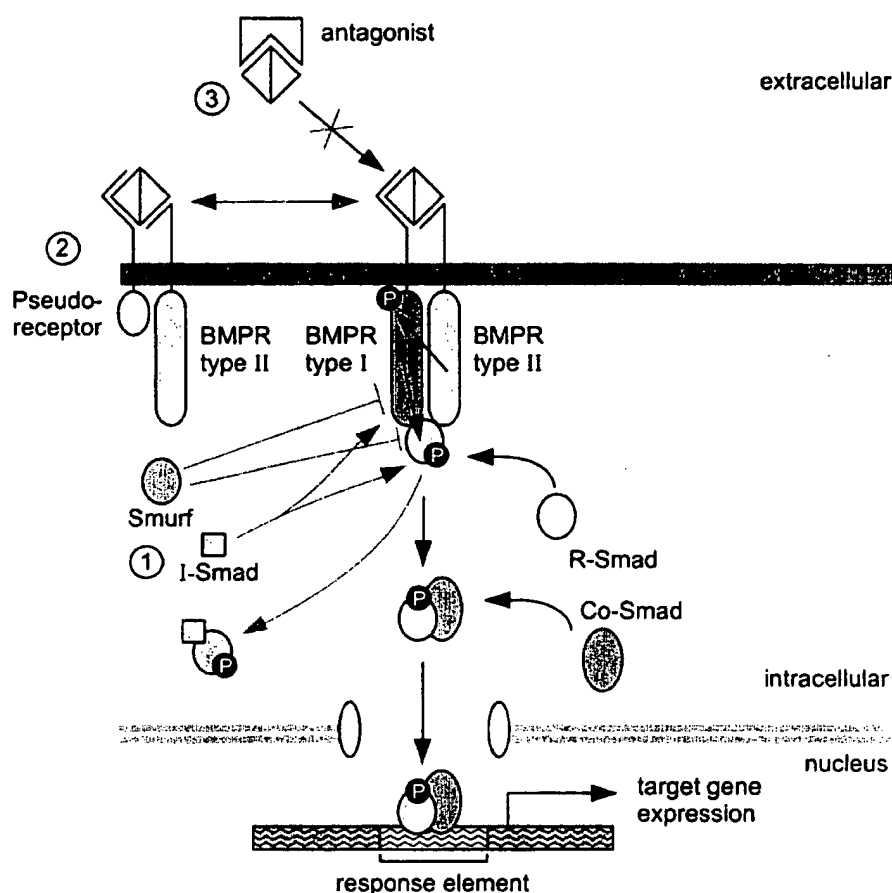 antagonist
extracellular
3
2
Pseudo-
receptor
BMPR
type II
BMPR
type I
BMPR
type II
P
P
Smurf
1
I-Smad
R-Smad
P
Co-Smad
P
intracellular
nucleus
P
target gene
expression
response element